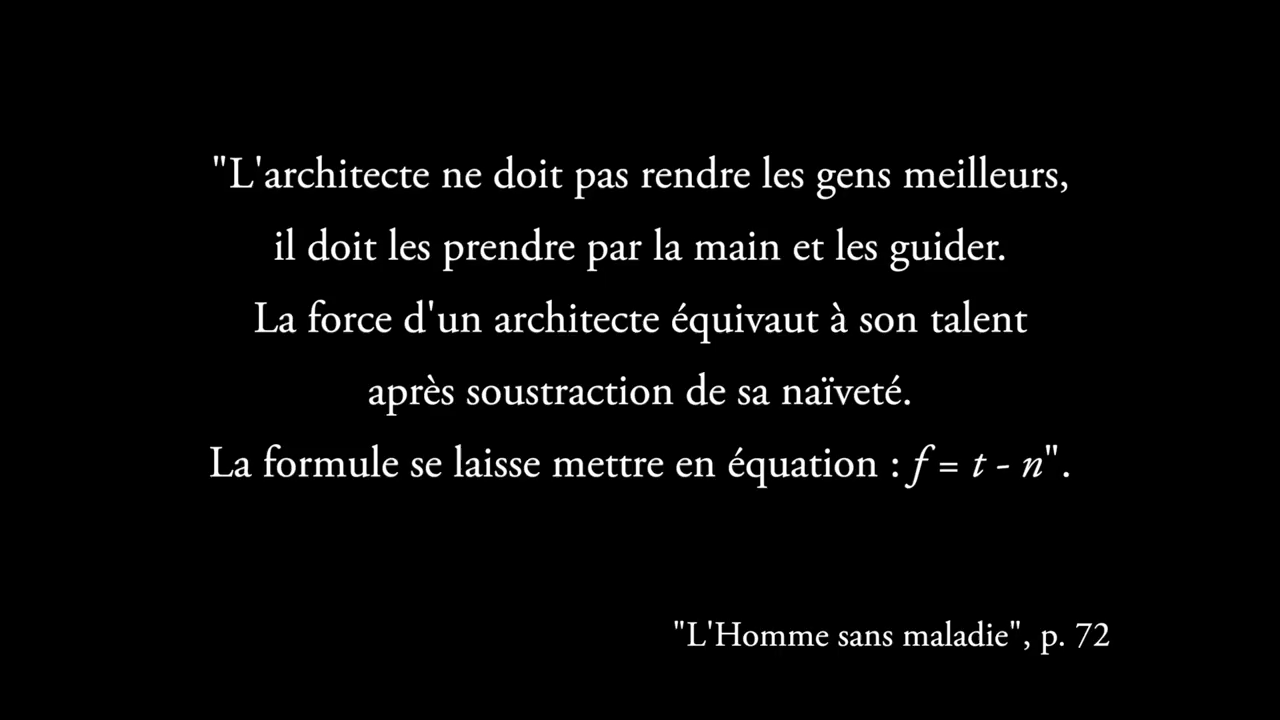 "L'architecte ne doit pas rendre les gens meilleurs,
il doit les prendre par la main et les guider.
La force d'un architecte équivaut à son talent
après soustraction de sa naïveté.
La formule se laisse mettre en équation : f = t - n".
"L'Homme sans maladie", p. 72